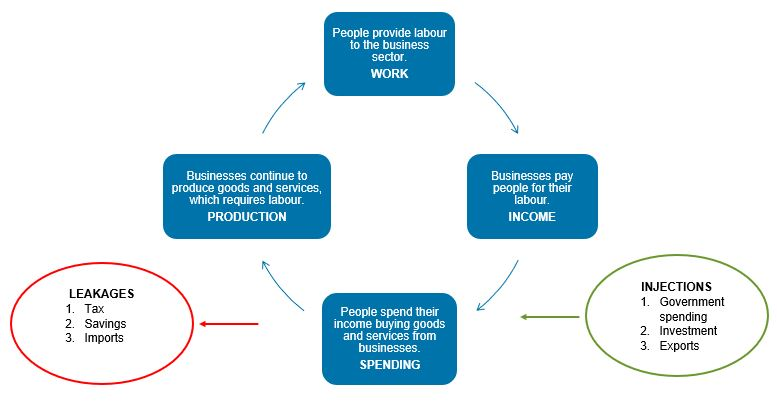 People provide labour
to the business
sector.
WORK
Businesses continue to
produce goods and services,
which requires labour.
PRODUCTION
Businesses pay
people for their
labour.
INCOME
LEAKAGES
1. Tax
2. Savings
3. Imports
People spend their
income buying goods
and services from
businesses.
SPENDING
INJECTIONS
1. Government
spending
2. Investment
3. Exports